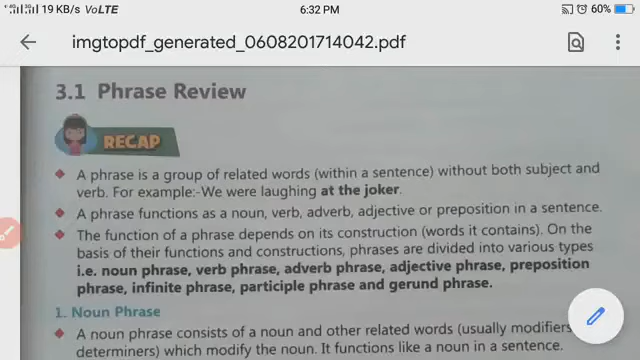 19 KB/s VoLTE 6:32 PM 60%
imgtopdf_generated_0608201714042.pdf
3.1 Phrase Review
RECAP
A phrase is a group of related words (within a sentence) without both subject and
verb. For example:-We were laughing at the joker.
A phrase functions as a noun, verb, adverb, adjective or preposition in a sentence.
The function of a phrase depends on its construction (words it contains). On the
basis of their functions and constructions, phrases are divided into various types
i.e. noun phrase, verb phrase, adverb phrase, adjective phrase, preposition
phrase, infinite phrase, participle phrase and gerund phrase.
1. Noun Phrase
A noun phrase consists of a noun and other related words (usually modifiers
determiners) which modify the noun. It functions like a noun in a sentence.